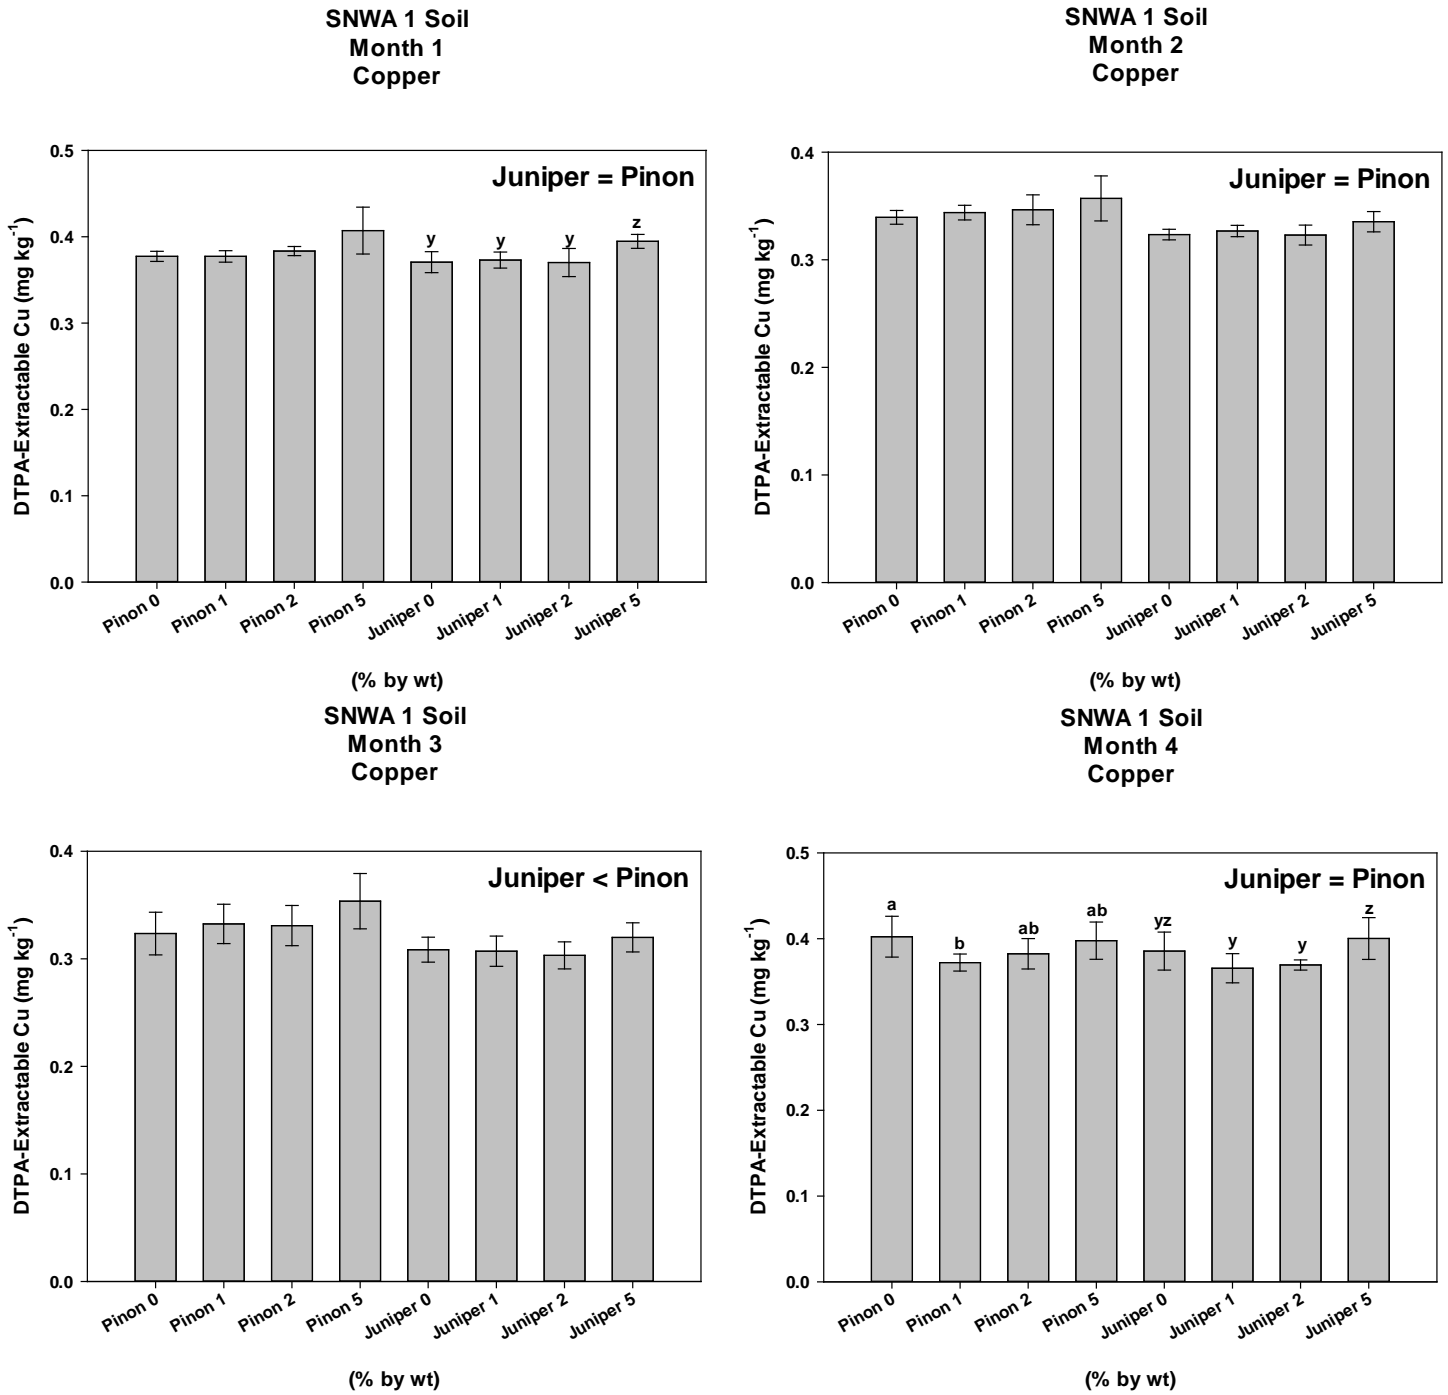 SNWA 1 Soil
Month 1
Copper
Juniper = Pinon
DTPA-Extractable Cu (mg kg⁻¹)
0.5
0.4
0.3
0.2
0.1
0.0
y
y
y
z
Pinon 0
Pinon 1
Pinon 2
Pinon 5
Juniper 0
Juniper 1
Juniper 2
Juniper 5
(% by wt)
SNWA 1 Soil
Month 2
Copper
Juniper = Pinon
DTPA-Extractable Cu (mg kg⁻¹)
0.4
0.3
0.2
0.1
0.0
Pinon 0
Pinon 1
Pinon 2
Pinon 5
Juniper 0
Juniper 1
Juniper 2
Juniper 5
(% by wt)
SNWA 1 Soil
Month 3
Copper
Juniper < Pinon
DTPA-Extractable Cu (mg kg⁻¹)
0.4
0.3
0.2
0.1
0.0
Pinon 0
Pinon 1
Pinon 2
Pinon 5
Juniper 0
Juniper 1
Juniper 2
Juniper 5
(% by wt)
SNWA 1 Soil
Month 4
Copper
Juniper = Pinon
DTPA-Extractable Cu (mg kg⁻¹)
0.5
0.4
0.3
0.2
0.1
0.0
a
b
ab
ab
yz
y
y
z
Pinon 0
Pinon 1
Pinon 2
Pinon 5
Juniper 0
Juniper 1
Juniper 2
Juniper 5
(% by wt)